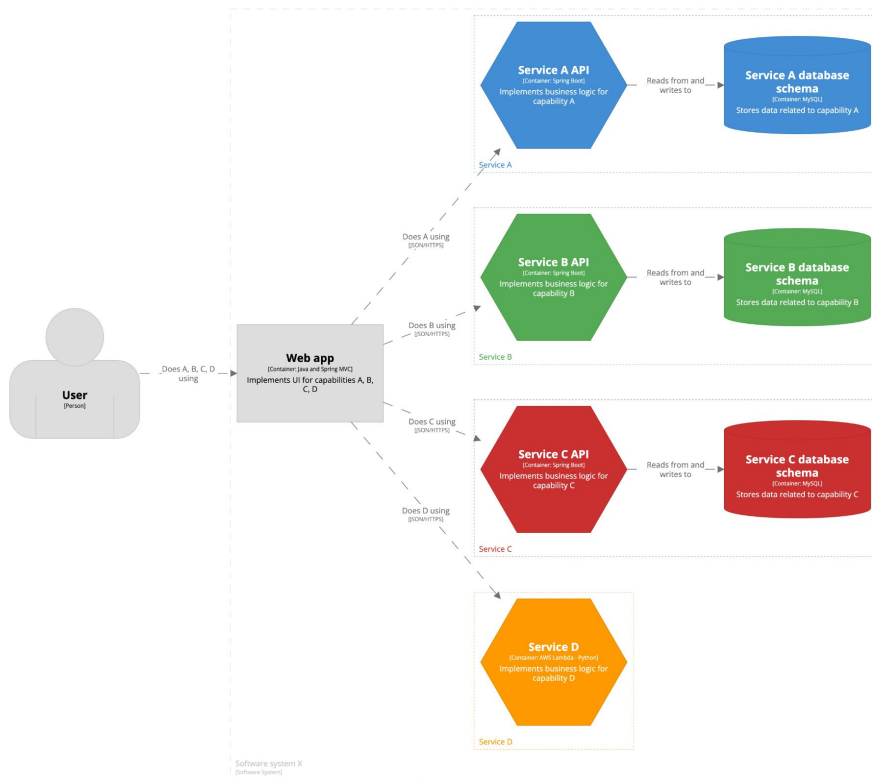 Service A API
[Container: Spring Boot]
Implements business logic for
capability A
Reads from and
writes to
Service A database
schema
[Container: MySQL]
Stores data related to capability A
Service A
Does A using
[JSON/HTTPS]
Service B API
[Container: Spring Boot]
Implements business logic for
capability B
Reads from and
writes to
Service B database
schema
[Container: MySQL]
Stores data related to capability B
Service B
Does B using
[JSON/HTTPS]
User
[Person]
Does A, B, C, D
using
Web app
[Container: Java and Spring MVC]
Implements UI for capabilities A, B,
C, D
Does C using
[JSON/HTTPS]
Service C API
[Container: Spring Boot]
Implements business logic for
capability C
Reads from and
writes to
Service C database
schema
[Container: MySQL]
Stores data related to capability C
Service C
Does D using
[JSON/HTTPS]
Service D
[Container: AWS Lambda - Python]
Implements business logic for
capability D
Service D
Software system X
[Software System]